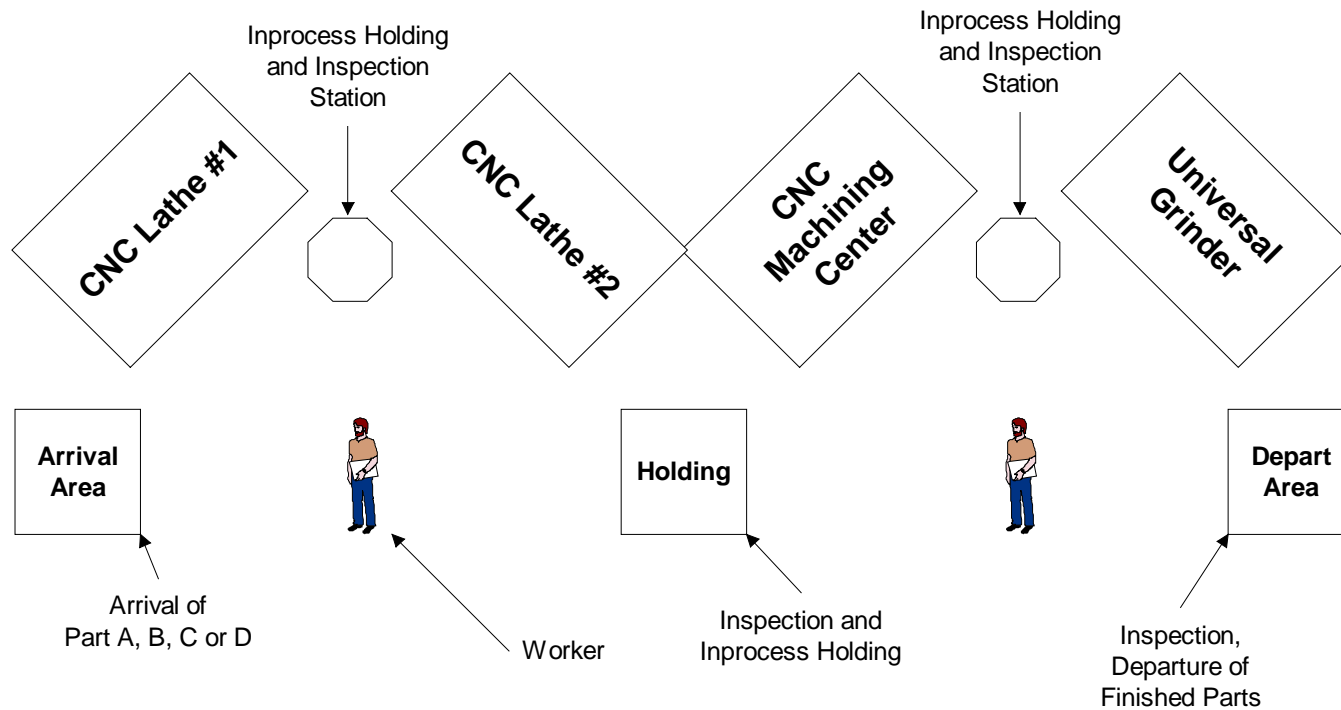 Inprocess Holding
and Inspection
Station
Inprocess Holding
and Inspection
Station
CNC Lathe #1
CNC Lathe #2
CNC
Machining
Center
Universal
Grinder
Arrival
Area
Holding
Depart
Area
Arrival of
Part A, B, C or D
Worker
Inspection and
Inprocess Holding
Inspection,
Departure of
Finished Parts